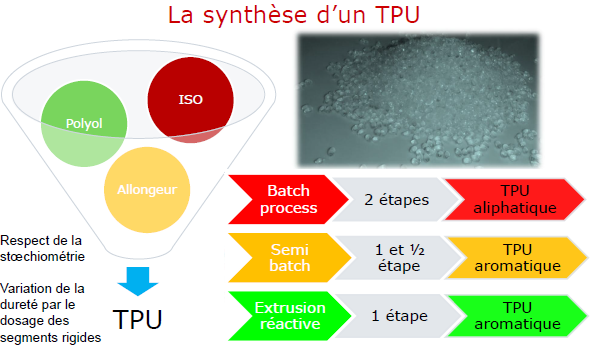 La synthèse d’un TPU
ISO
Polyol
Allongeur
Respect de la
stœchiométrie
Variation de la
dureté par le
dosage des
segments rigides
TPU
Batch
process
2 étapes
TPU
aliphatique
Semi
batch
1 et ½
étape
TPU
aromatique
Extrusion
réactive
1 étape
TPU
aromatique